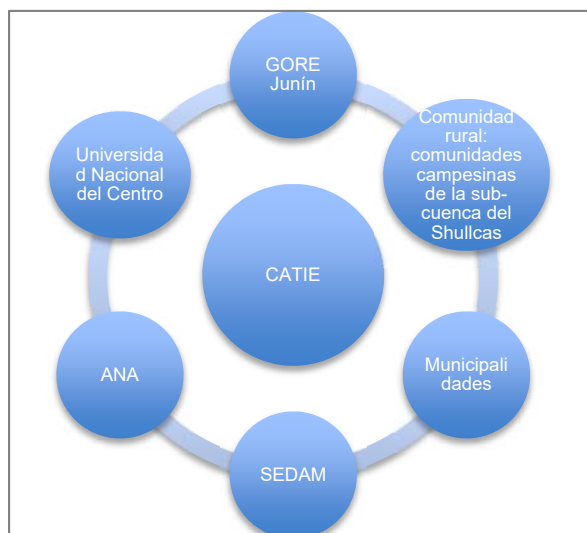 GORE
Junín
Comunidad
rural:
comunidades
campesinas
de la sub-
cuenca del
Shullcas
Universida
d Nacional
del Centro
CATIE
Municipali
dades
ANA
SEDAM